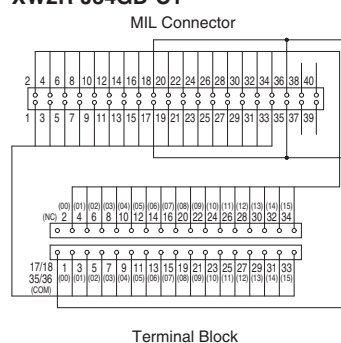 MIL Connector
2 4 6 8 10 12 14 16 18 20 22 24 26 28 30 32 34 36 38 40
1 3 5 7 9 11 13 15 17 19 21 23 25 27 29 31 33 35 37 39
(00) (01) (02) (03) (04) (05) (06) (07) (08) (09) (10) (11) (12) (13) (14) (15)
(NC) 2 4 6 8 10 12 14 16 20 22 24 26 28 30 32 34
17/18 1 3 5 7 9 11 13 15 19 21 23 25 27 29 31 33
35/36 (00) (01) (02) (03) (04) (05) (06) (07) (08) (09) (10) (11) (12) (13) (14) (15)
(COM)
Terminal Block